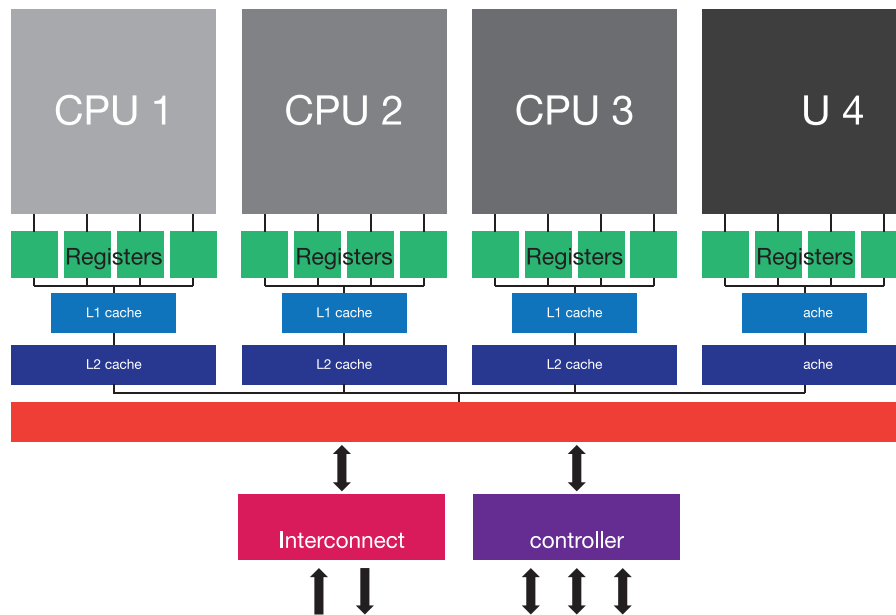 CPU 1 CPU 2 CPU 3 U 4
Registers Registers Registers Registers
L1 cache L1 cache L1 cache ache
L2 cache L2 cache L2 cache ache
Interconnect controller